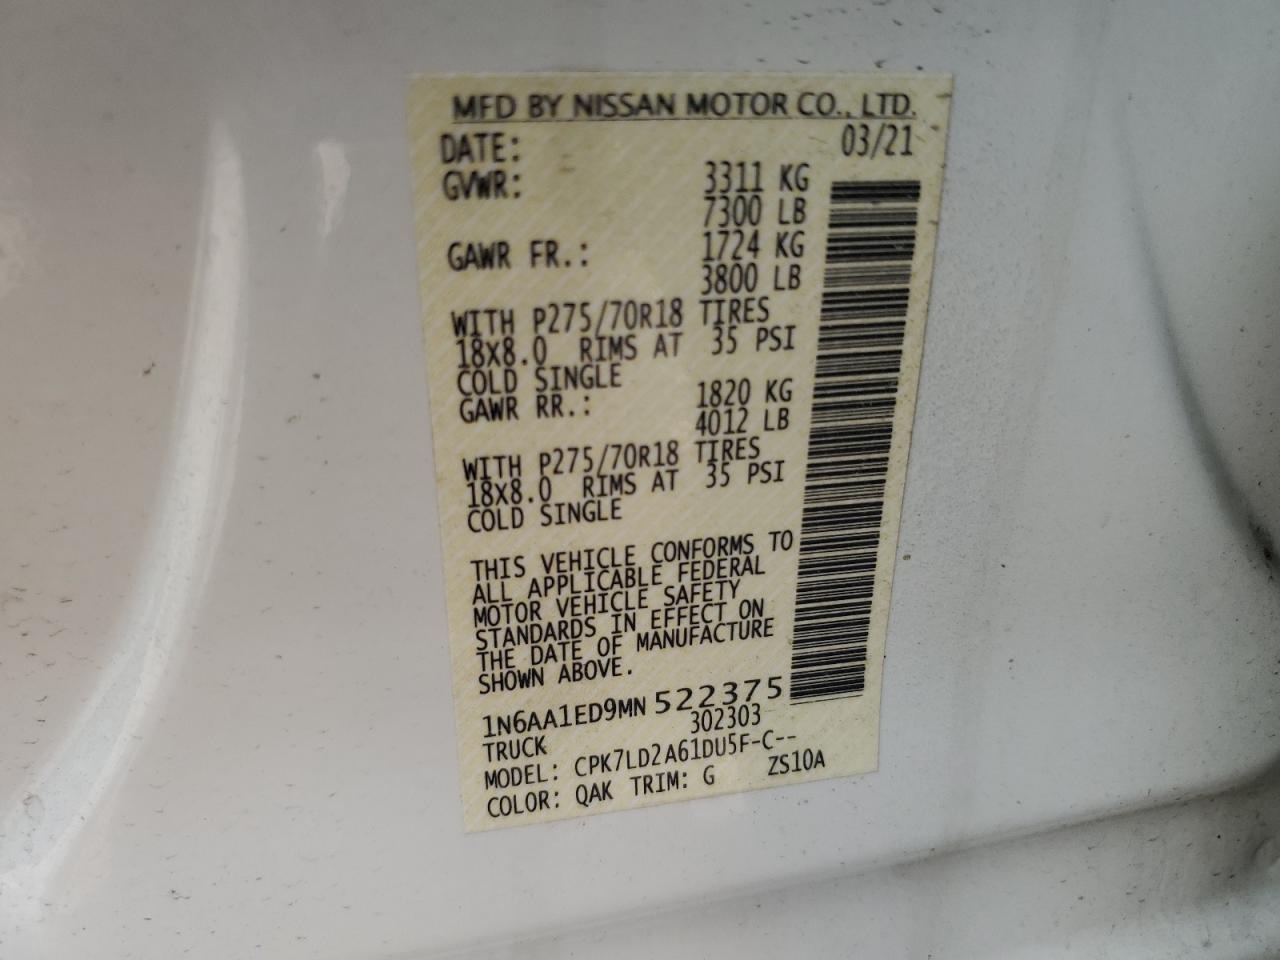 MFD BY NISSAN MOTOR CO., LTD.
DATE: 03/21
GVWR: 3311 KG
7300 LB
GAWR FR.: 1724 KG
3800 LB
WITH P275/70R18 TIRES
18X8.0 RIMS AT 35 PSI
COLD SINGLE
GAWR RR.: 1820 KG
4012 LB
WITH P275/70R18 TIRES
18X8.0 RIMS AT 35 PSI
COLD SINGLE
THIS VEHICLE CONFORMS TO
ALL APPLICABLE FEDERAL
MOTOR VEHICLE SAFETY
STANDARDS IN EFFECT ON
THE DATE OF MANUFACTURE
SHOWN ABOVE.
1N6AA1ED9MN522375
TRUCK 302303
MODEL: CPK7LD2A61DU5F-C--
COLOR: QAK TRIM: G ZS10A